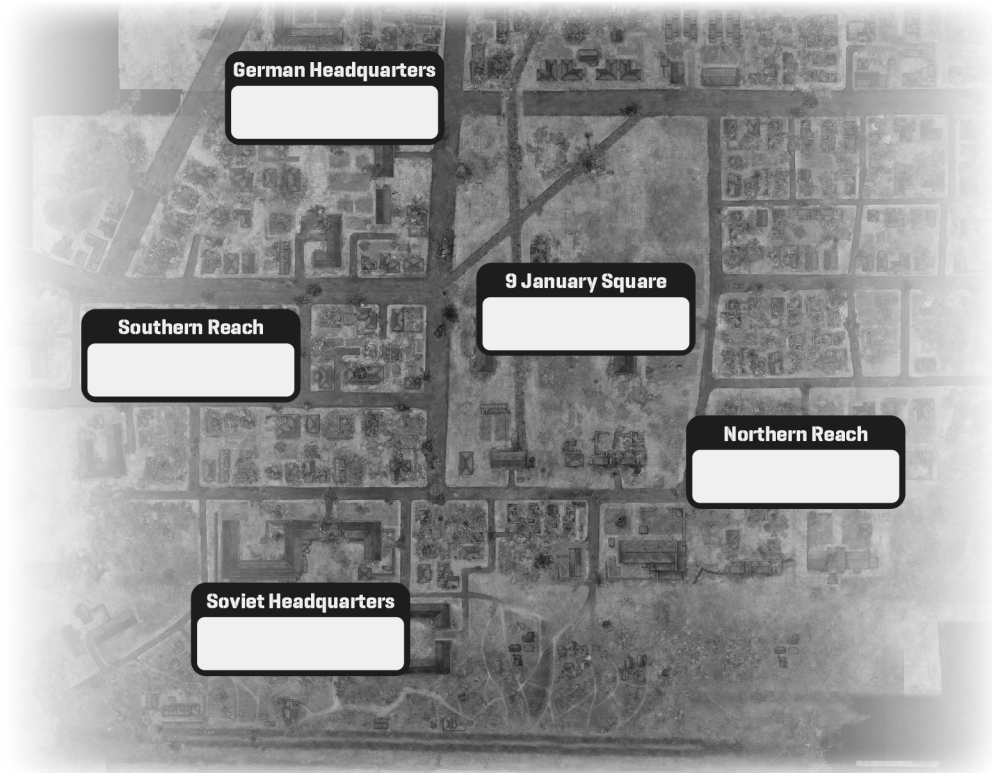 German Headquarters
9 January Square
Southern Reach
Northern Reach
Soviet Headquarters